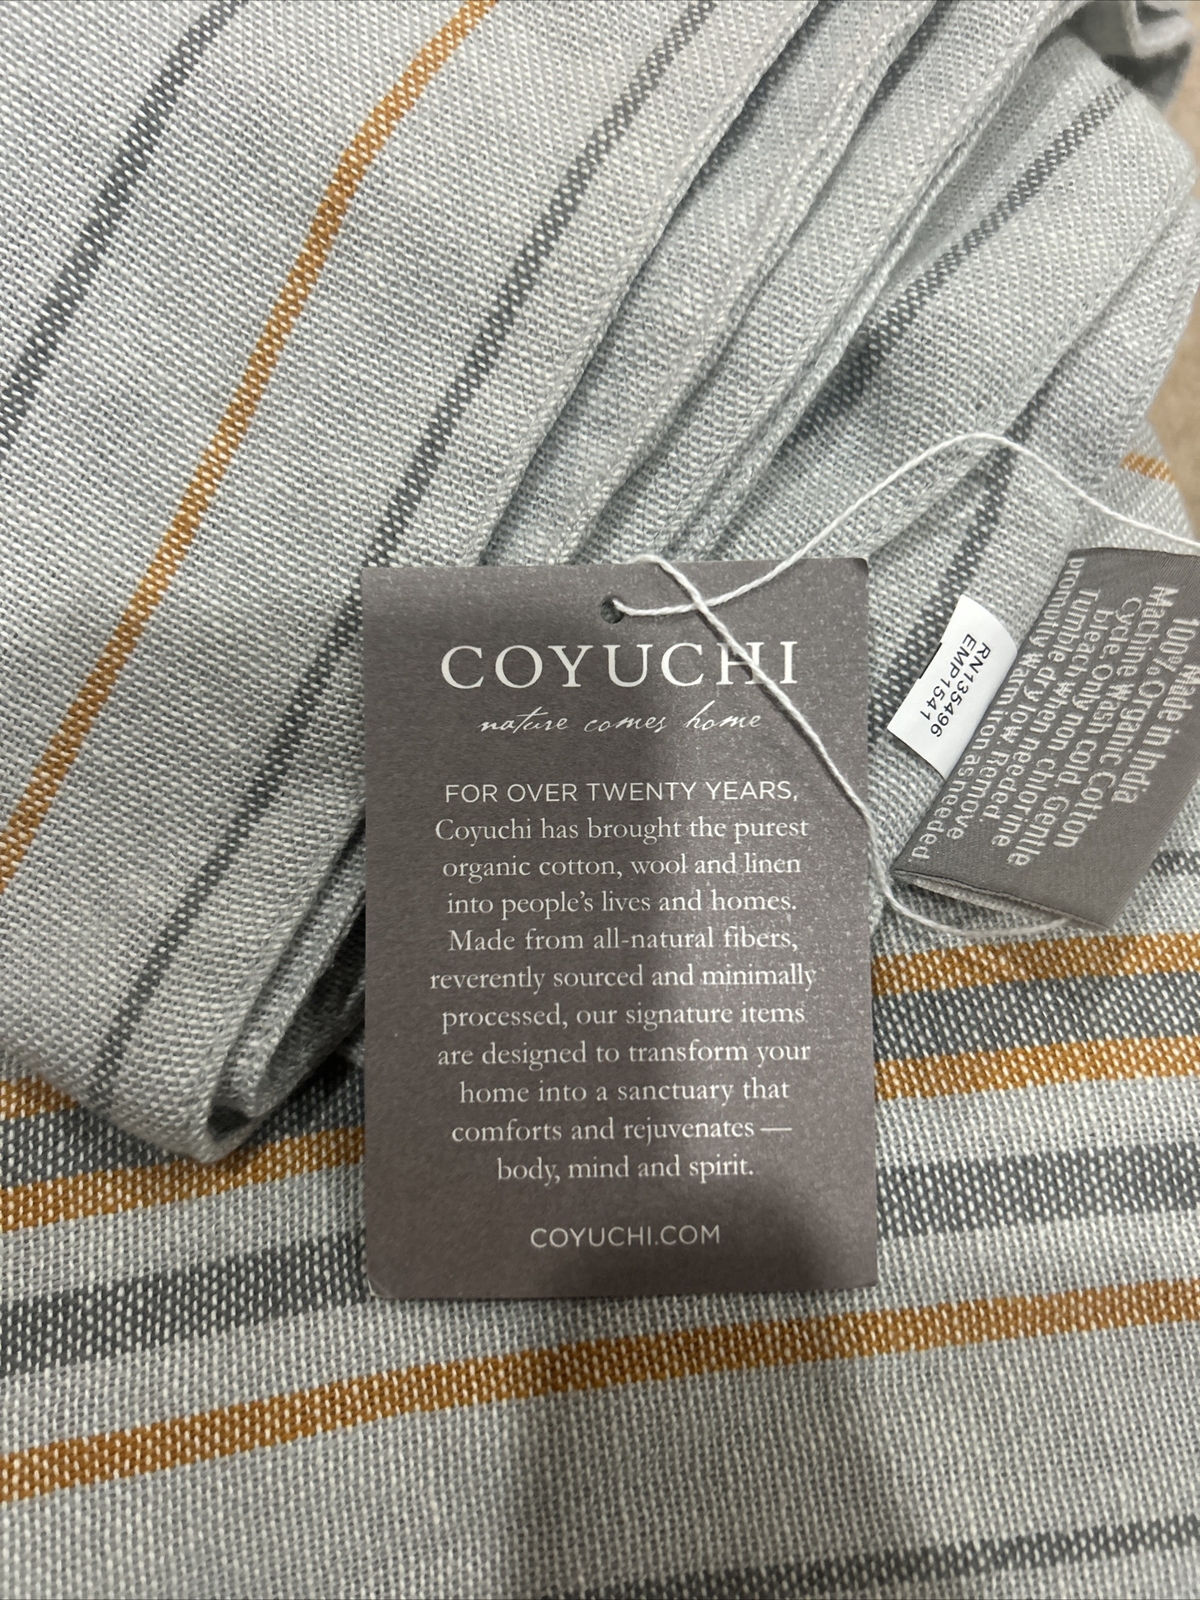 COYUCHI
nature comes home
FOR OVER TWENTY YEARS,
Coyuchi has brought the purest
organic cotton, wool and linen
into people's lives and homes.
Made from all-natural fibers,
reverently sourced and minimally
processed, our signature items
are designed to transform your
home into a sanctuary that
comforts and rejuvenates —
body, mind and spirit.
COYUCHI.COM
Made in India
100% Organic Cotton
Machine Wash cold. Gentle
Cycle. Only non chlorine
bleach when needed
Tumble dry low. Remove
promptly. Warm iron as needed
RN135496
EMP1541